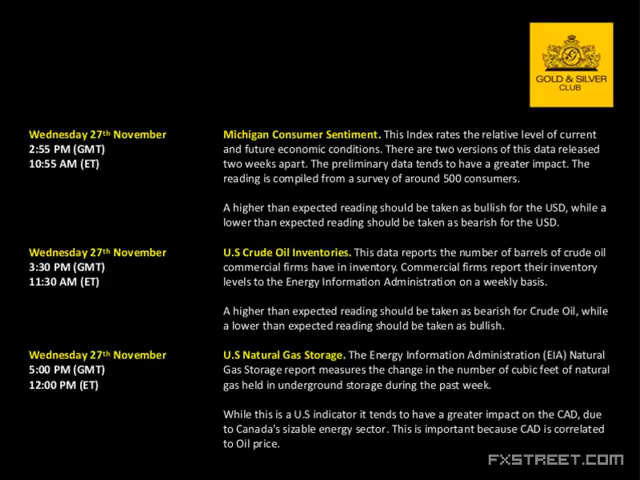 GOLD & SILVER
CLUB
Wednesday 27th November
2:55 PM (GMT)
10:55 AM (ET)
Michigan Consumer Sentiment. This Index rates the relative level of current
and future economic conditions. There are two versions of this data released
two weeks apart. The preliminary data tends to have a greater impact. The
reading is compiled from a survey of around 500 consumers.
A higher than expected reading should be taken as bullish for the USD, while a
lower than expected reading should be taken as bearish for the USD.
Wednesday 27th November
3:30 PM (GMT)
11:30 AM (ET)
U.S Crude Oil Inventories. This data reports the number of barrels of crude oil
commercial firms have in inventory. Commercial firms report their inventory
levels to the Energy Information Administration on a weekly basis.
A higher than expected reading should be taken as bearish for Crude Oil, while
a lower than expected reading should be taken as bullish.
Wednesday 27th November
5:00 PM (GMT)
12:00 PM (ET)
U.S Natural Gas Storage. The Energy Information Administration (EIA) Natural
Gas Storage report measures the change in the number of cubic feet of natural
gas held in underground storage during the past week.
While this is a U.S indicator it tends to have a greater impact on the CAD, due
to Canada's sizable energy sector. This is important because CAD is correlated
to Oil price.
FXSTREET.COM